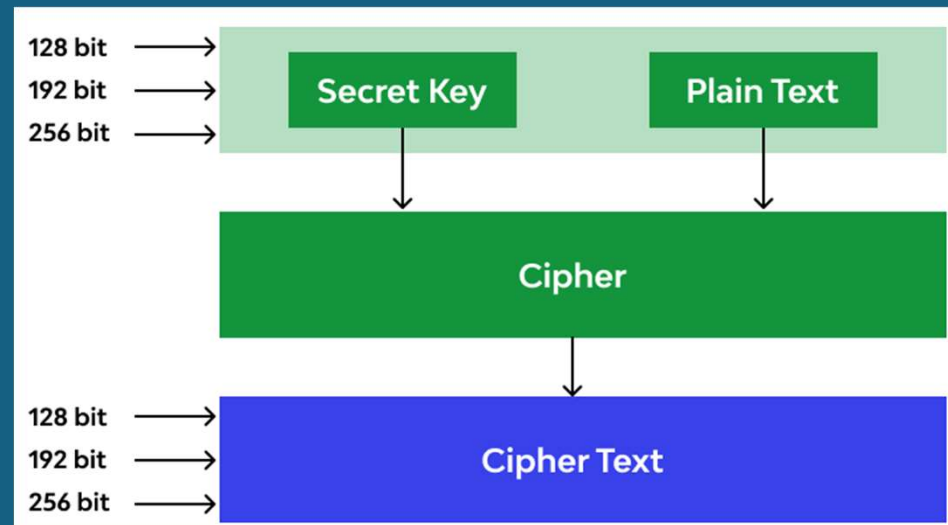 128 bit
192 bit
256 bit
Secret Key
Plain Text
Cipher
128 bit
192 bit
256 bit
Cipher Text